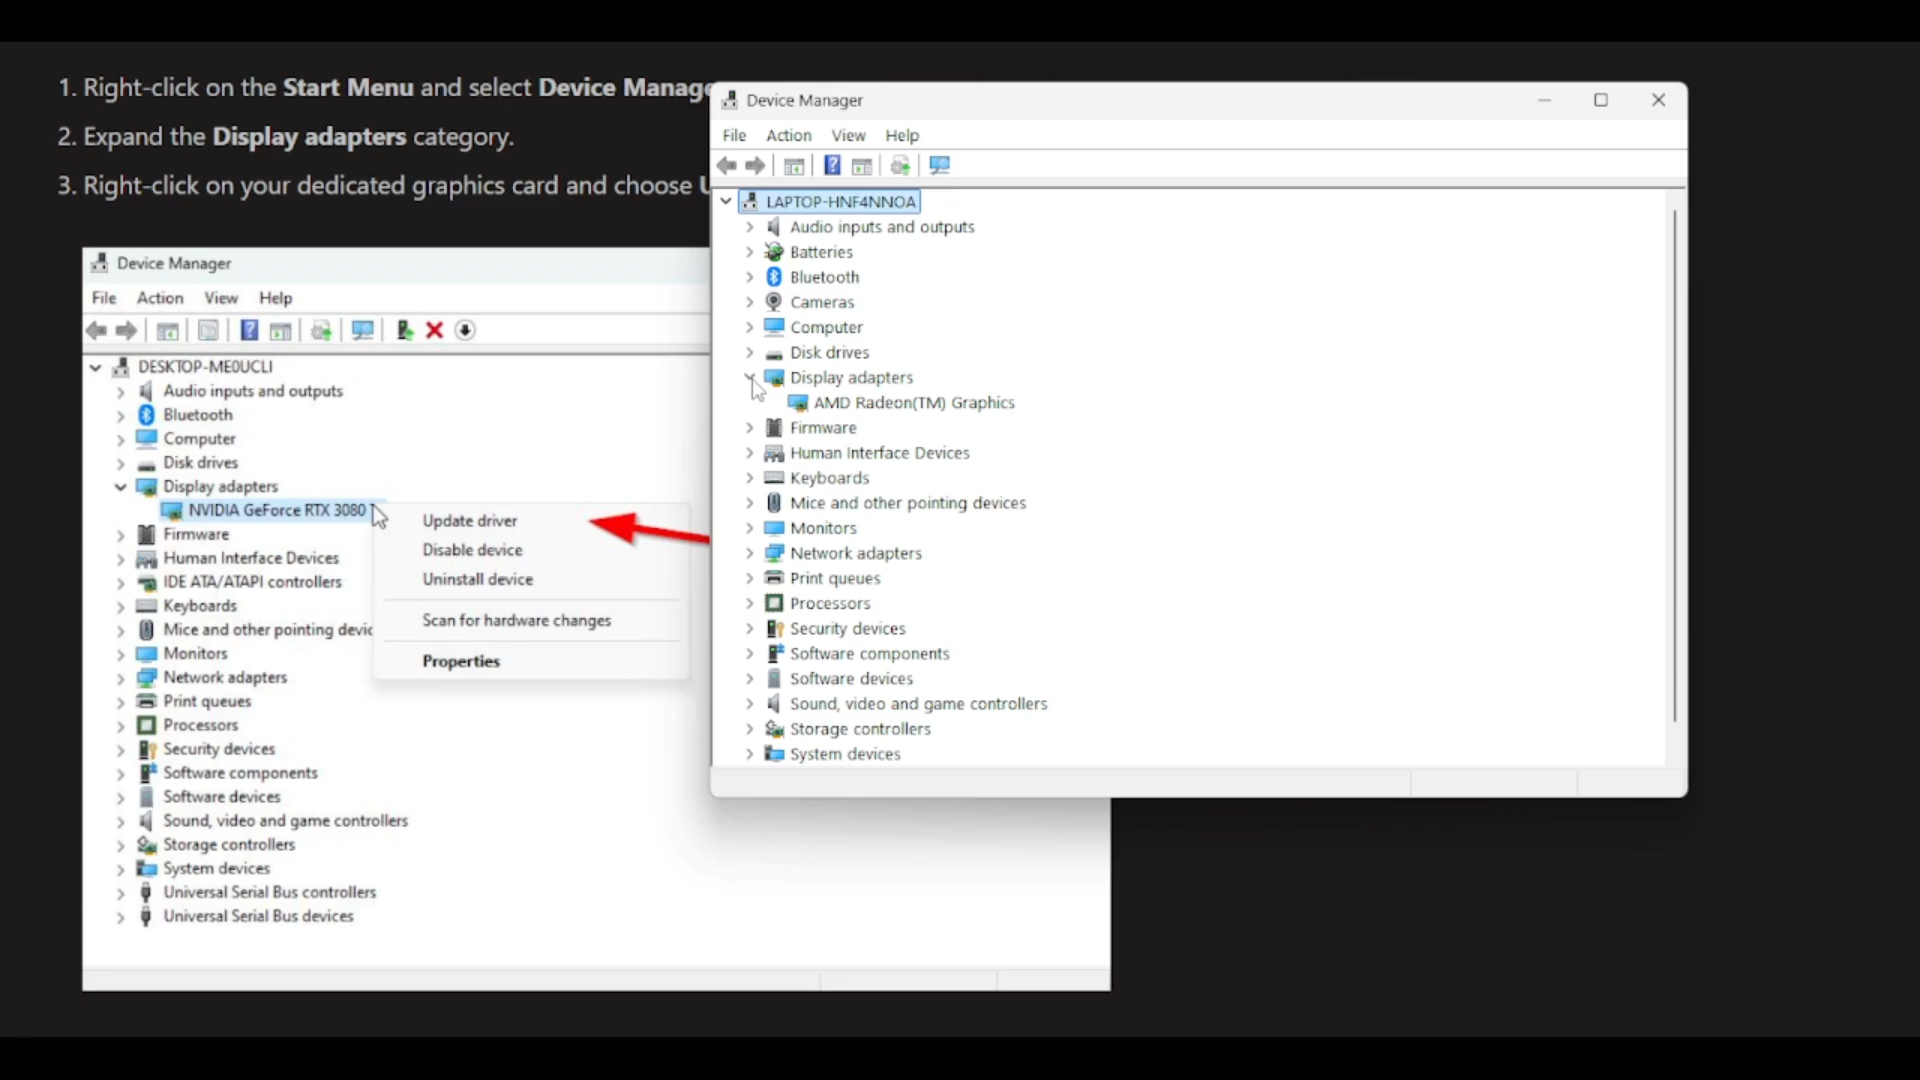 1. Right-click on the Start Menu and select Device Manage
2. Expand the Display adapters category.
3. Right-click on your dedicated graphics card and choose U
Device Manager
File Action View Help
DESKTOP-ME0UCLI
Audio inputs and outputs
Bluetooth
Computer
Disk drives
Display adapters
NVIDIA GeForce RTX 3080
Firmware
Human Interface Devices
IDE ATA/ATAPI controllers
Keyboards
Mice and other pointing devic
Monitors
Network adapters
Print queues
Processors
Security devices
Software components
Software devices
Sound, video and game controllers
Storage controllers
System devices
Universal Serial Bus controllers
Universal Serial Bus devices
Update driver
Disable device
Uninstall device
Scan for hardware changes
Properties
Device Manager
File Action View Help
LAPTOP-HNF4NNOA
Audio inputs and outputs
Batteries
Bluetooth
Cameras
Computer
Disk drives
Display adapters
AMD Radeon(TM) Graphics
Firmware
Human Interface Devices
Keyboards
Mice and other pointing devices
Monitors
Network adapters
Print queues
Processors
Security devices
Software components
Software devices
Sound, video and game controllers
Storage controllers
System devices